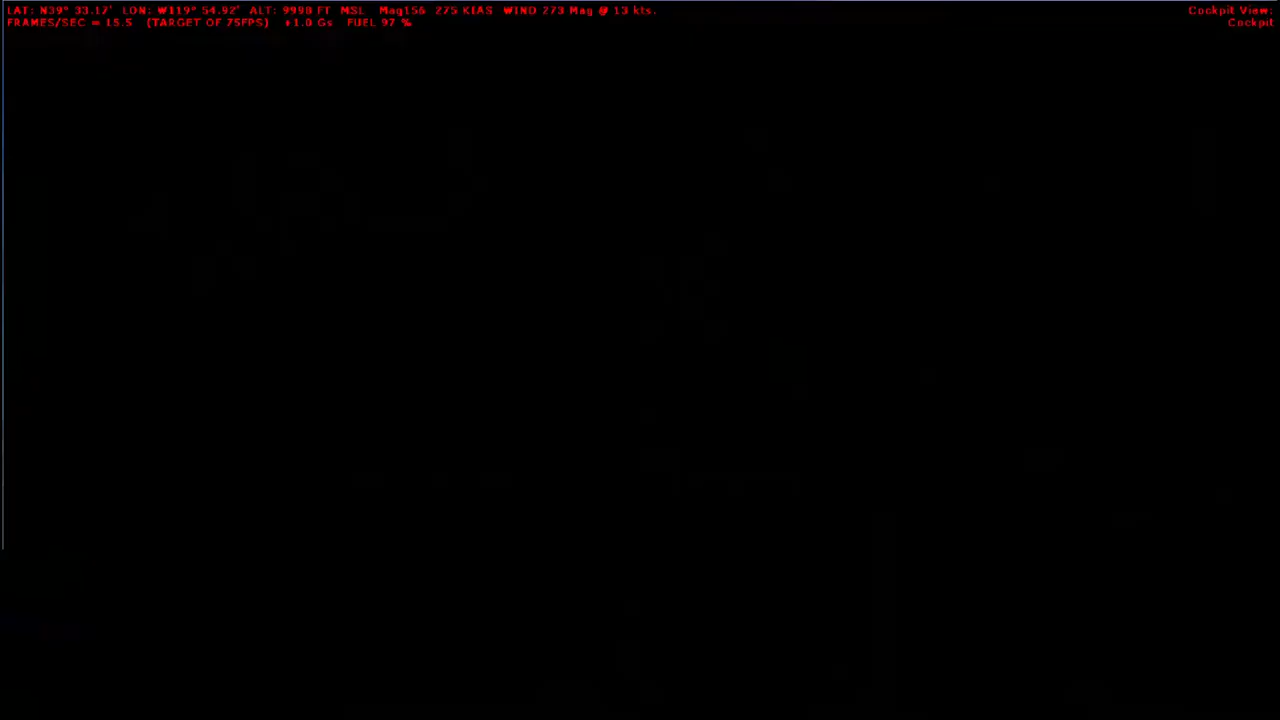 LAT: N39° 33.17' LON: W119° 54.92' ALT: 9990 FT MSL Mag156 275 KIAS WIND 273 Mag @ 13 kts.
FRAMES/SEC = 15.5 (TARGET OF 75FPS) +1.0 Gs FUEL 97 %
Cockpit View:
Cockpit